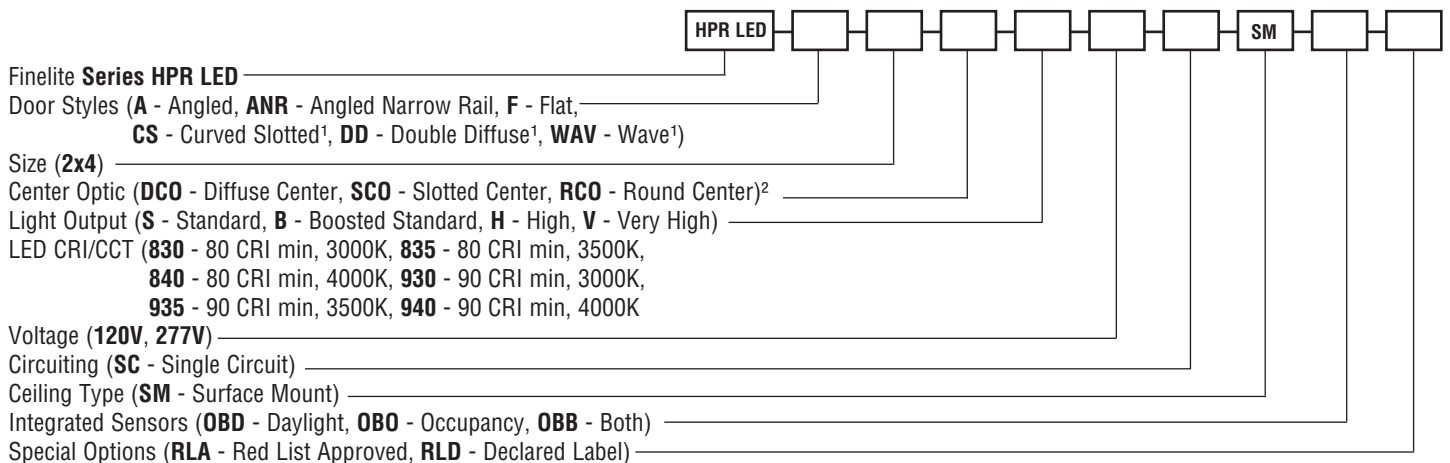 HPR LED SM
Finelite Series HPR LED
Door Styles (A - Angled, ANR - Angled Narrow Rail, F - Flat,
CS - Curved Slotted¹, DD - Double Diffuse¹, WAV - Wave¹)
Size (2x4)
Center Optic (DCO - Diffuse Center, SCO - Slotted Center, RCO - Round Center)²
Light Output (S - Standard, B - Boosted Standard, H - High, V - Very High)
LED CRI/CCT (830 - 80 CRI min, 3000K, 835 - 80 CRI min, 3500K,
840 - 80 CRI min, 4000K, 930 - 90 CRI min, 3000K,
935 - 90 CRI min, 3500K, 940 - 90 CRI min, 4000K
Voltage (120V, 277V)
Circuiting (SC - Single Circuit)
Ceiling Type (SM - Surface Mount)
Integrated Sensors (OBD - Daylight, OBO - Occupancy, OBB - Both)
Special Options (RLA - Red List Approved, RLD - Declared Label)